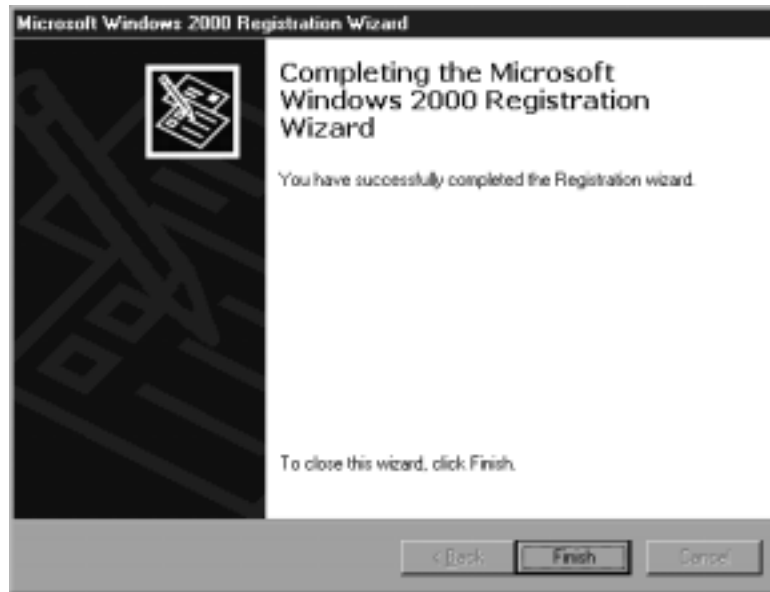 Microsoft Windows 2000 Registration Wizard
Completing the Microsoft
Windows 2000 Registration
Wizard
You have successfully completed the Registration wizard.
To close this wizard, click Finish.
< Back Finish Cancel